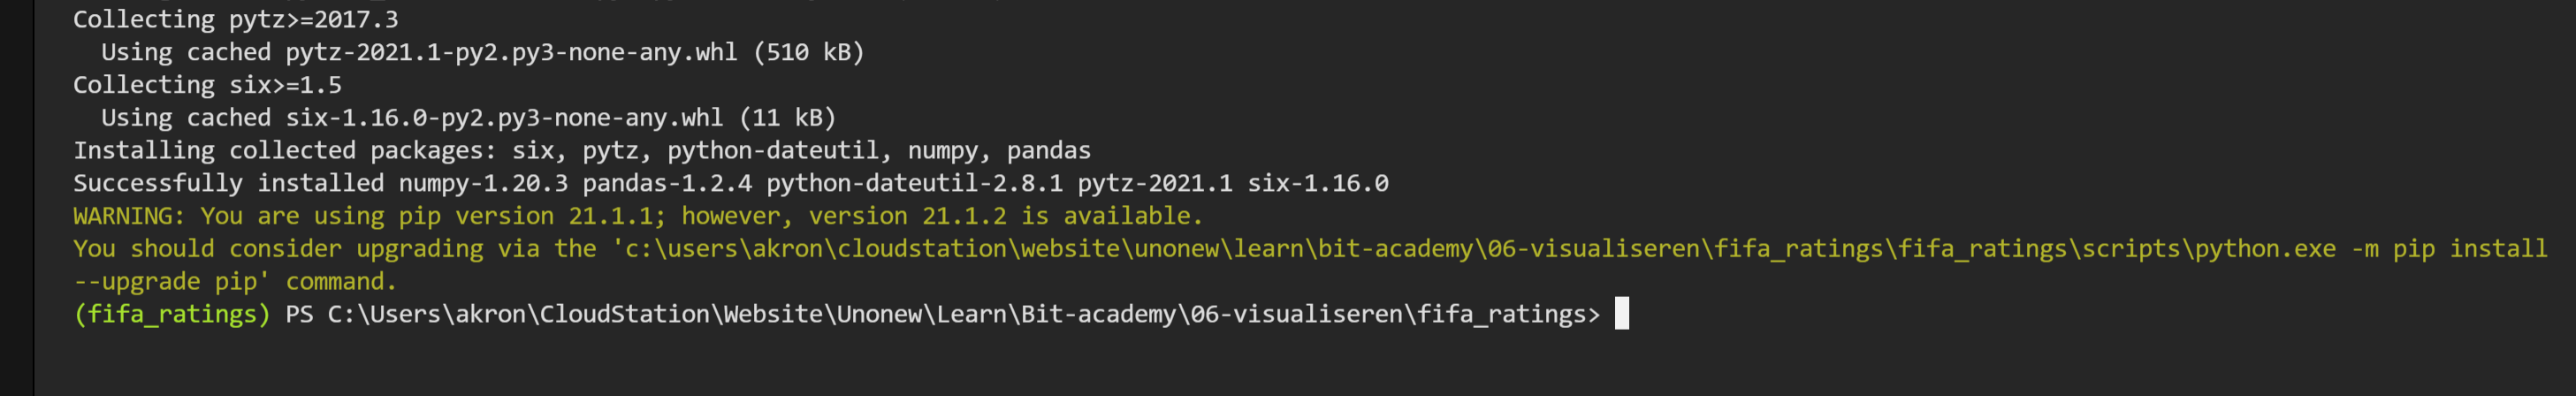 Collecting pytz>=2017.3
  Using cached pytz-2021.1-py2.py3-none-any.whl (510 kB)
Collecting six>=1.5
  Using cached six-1.16.0-py2.py3-none-any.whl (11 kB)
Installing collected packages: six, pytz, python-dateutil, numpy, pandas
Successfully installed numpy-1.20.3 pandas-1.2.4 python-dateutil-2.8.1 pytz-2021.1 six-1.16.0
WARNING: You are using pip version 21.1.1; however, version 21.1.2 is available.
You should consider upgrading via the 'c:\users\akron\cloudstation\website\unonew\learn\bit-academy\06-visualiseren\fifa_ratings\fifa_ratings\scripts\python.exe -m pip install
--upgrade pip' command.
(fifa_ratings) PS C:\Users\akron\CloudStation\Website\Unonew\Learn\Bit-academy\06-visualiseren\fifa_ratings>